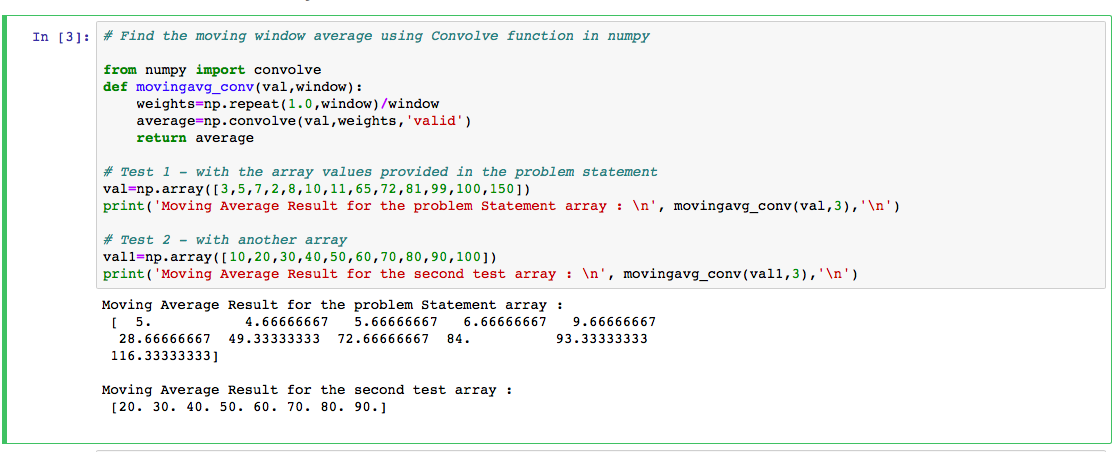 In [3]: # Find the moving window average using Convolve function in numpy
from numpy import convolve
def movingavg_conv(val,window):
    weights=np.repeat(1.0,window)/window
    average=np.convolve(val,weights,'valid')
    return average
# Test 1 - with the array values provided in the problem statement
val=np.array([3,5,7,2,8,10,11,65,72,81,99,100,150])
print('Moving Average Result for the problem Statement array : \n', movingavg_conv(val,3),'\n')
# Test 2 - with another array
val1=np.array([10,20,30,40,50,60,70,80,90,100])
print('Moving Average Result for the second test array : \n', movingavg_conv(val1,3),'\n')
Moving Average Result for the problem Statement array :
 [  5.           4.66666667   5.66666667   6.66666667   9.66666667
  28.66666667  49.33333333  72.66666667  84.          93.33333333
 116.33333333]
Moving Average Result for the second test array :
 [20. 30. 40. 50. 60. 70. 80. 90.]